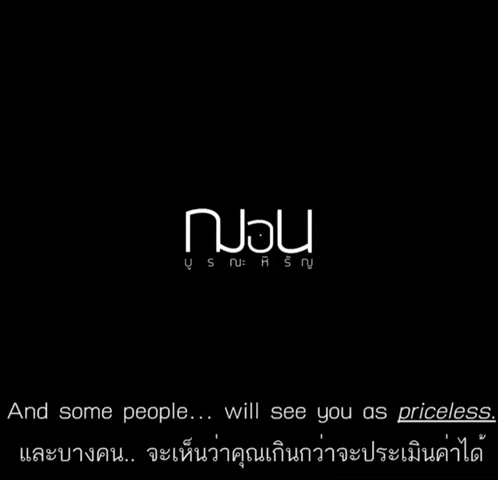 ฌอน
บูรณะหิรัญ
And some people... will see you as priceless.
และบางคน.. จะเห็นว่าคุณเกินกว่าจะประเมินค่าได้